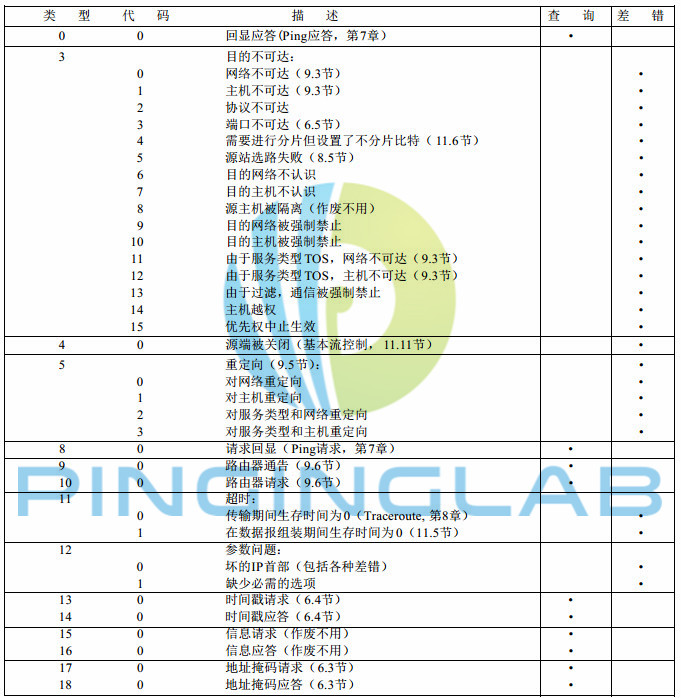 类 型 代 码 描 述 查 询 差 错
0 0 回显应答(Ping应答，第7章） •
3 目的不可达：
0 网络不可达（9.3节） •
1 主机不可达（9.3节） •
2 协议不可达 •
3 端口不可达（6.5节） •
4 需要进行分片但设置了不分片比特（11.6节） •
5 源站选路失败（8.5节） •
6 目的网络不认识 •
7 目的主机不认识 •
8 源主机被隔离（作废不用） •
9 目的网络被强制禁止 •
10 目的主机被强制禁止 •
11 由于服务类型TOS，网络不可达（9.3节） •
12 由于服务类型TOS，主机不可达（9.3节） •
13 由于过滤，通信被强制禁止 •
14 主机越权 •
15 优先权中止生效 •
4 0 源端被关闭（基本流控制，11.11节） •
5 重定向（9.5节）： •
0 对网络重定向 •
1 对主机重定向 •
2 对服务类型和网络重定向 •
3 对服务类型和主机重定向 •
8 0 请求回显（Ping请求，第7章） •
9 0 路由器通告（9.6节） •
10 0 路由器请求（9.6节） •
PINGINGLAB
11 超时：
0 传输期间生存时间为0（Traceroute, 第8章） •
1 在数据报组装期间生存时间为0（11.5节） •
12 参数问题：
0 坏的IP首部（包括各种差错） •
1 缺少必需的选项 •
13 0 时间戳请求（6.4节） •
14 0 时间戳应答（6.4节） •
15 0 信息请求（作废不用） •
16 0 信息应答（作废不用） •
17 0 地址掩码请求（6.3节） •
18 0 地址掩码应答（6.3节） •